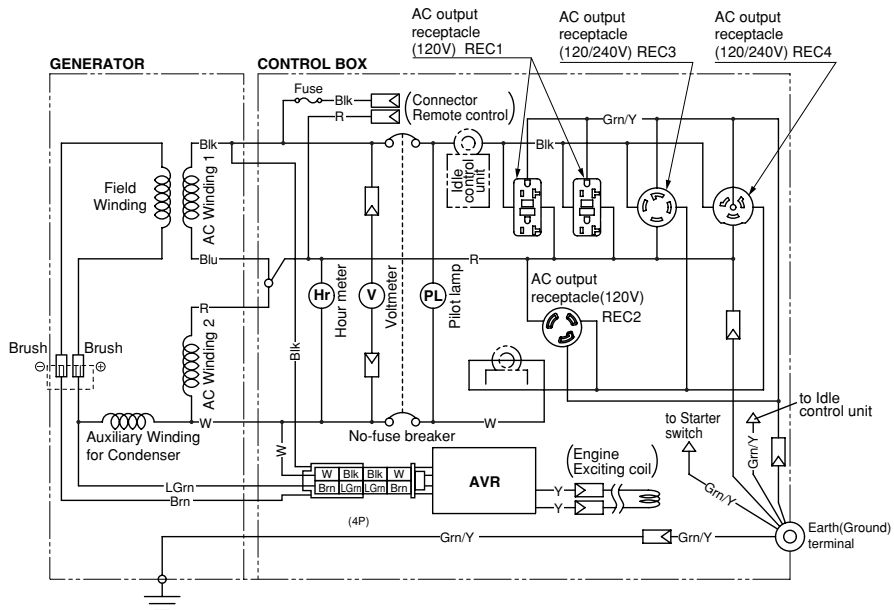 AC output
receptacle
(120V) REC1
AC output
receptacle
(120/240V) REC3
AC output
receptacle
(120/240V) REC4
GENERATOR
CONTROL BOX
Fuse
Blk
R
Connector
Remote control
Grn/Y
Blk
Blk
Field
Winding
AC Winding 1
Idle
control
unit
Blu
R
Hr
Hour meter
V
Voltmeter
PL
Pilot lamp
AC output
receptacle(120V)
REC2
R
AC Winding 2
Blk
Brush
Brush
to Idle
control unit
to Starter
switch
W
W
No-fuse breaker
Auxiliary Winding
for Condenser
W
Grn/Y
Grn/Y
W Blk Blk W
Brn LGrn LGrn Brn
AVR
Engine
Exciting coil
Y
Y
LGrn
Brn
(4P)
Grn/Y
Grn/Y
Earth(Ground)
terminal